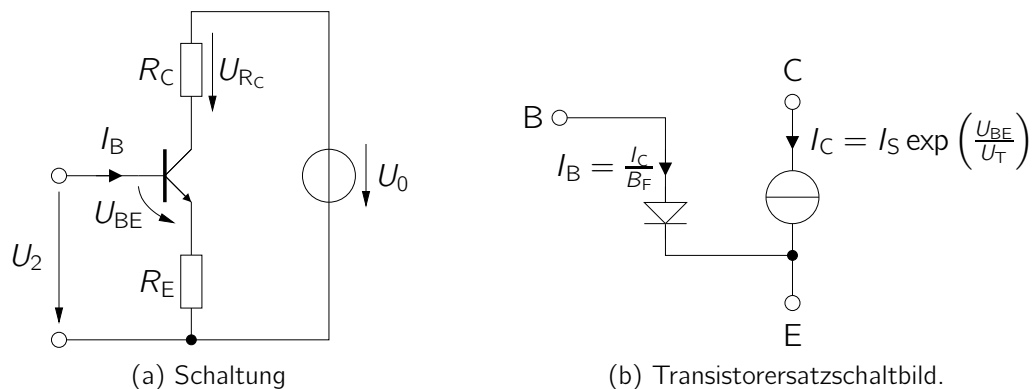 R_C U_{R_C}
I_B
U_0
U_BE
U_2
R_E
(a) Schaltung
C
B
I_C = I_S exp (U_BE / U_T)
I_B = I_C / B_F
E
(b) Transistorersatzschaltbild.